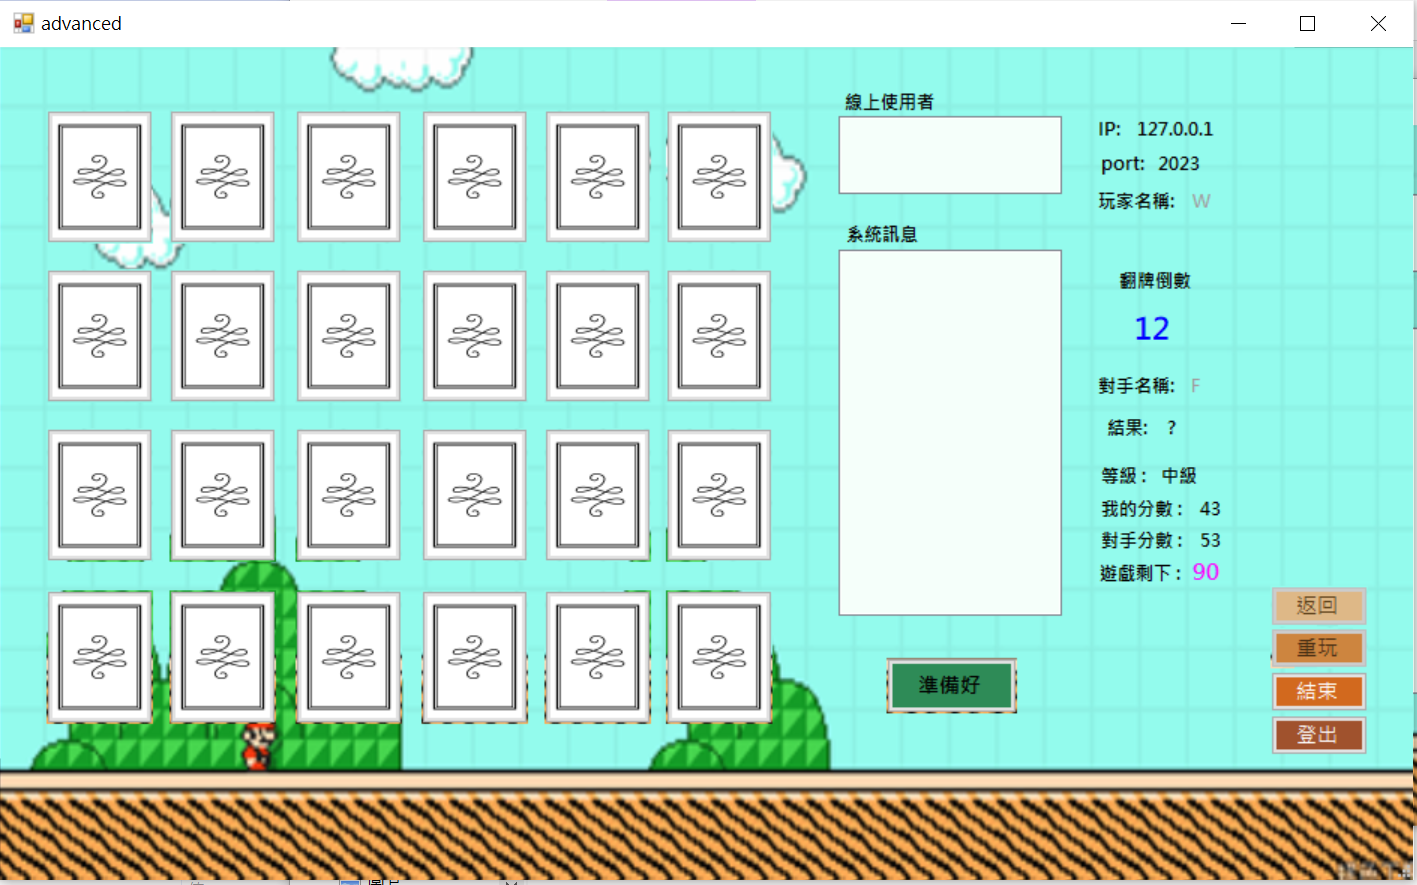 advanced
線上使用者
IP: 127.0.0.1
port: 2023
玩家名稱: W
系統訊息
翻牌倒數
12
對手名稱: F
結果: ?
等級: 中級
我的分數: 43
對手分數: 53
遊戲剩下: 90
返回
重玩
準備好
結束
登出